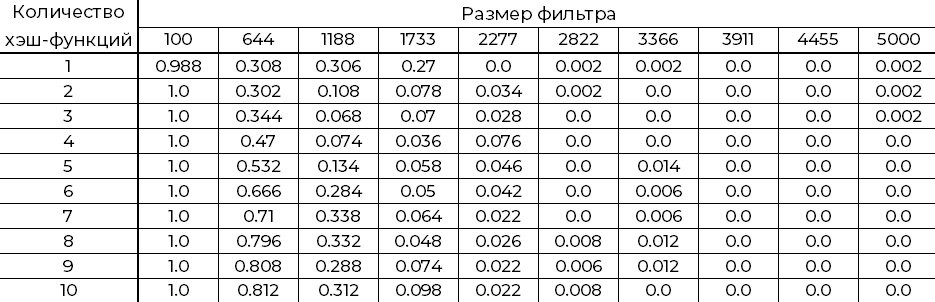 Количество хэш-функций Размер фильтра
100 644 1188 1733 2277 2822 3366 3911 4455 5000
1 0.988 0.308 0.306 0.27 0.0 0.002 0.002 0.0 0.0 0.002
2 1.0 0.302 0.108 0.078 0.034 0.002 0.0 0.0 0.0 0.002
3 1.0 0.344 0.068 0.07 0.028 0.0 0.0 0.0 0.0 0.002
4 1.0 0.47 0.074 0.036 0.076 0.0 0.0 0.0 0.0 0.0
5 1.0 0.532 0.134 0.058 0.046 0.0 0.014 0.0 0.0 0.0
6 1.0 0.666 0.284 0.05 0.042 0.0 0.006 0.0 0.0 0.0
7 1.0 0.71 0.338 0.064 0.022 0.0 0.006 0.0 0.0 0.0
8 1.0 0.796 0.332 0.048 0.026 0.008 0.012 0.0 0.0 0.0
9 1.0 0.808 0.288 0.074 0.022 0.006 0.012 0.0 0.0 0.0
10 1.0 0.812 0.312 0.098 0.022 0.008 0.0 0.0 0.0 0.0